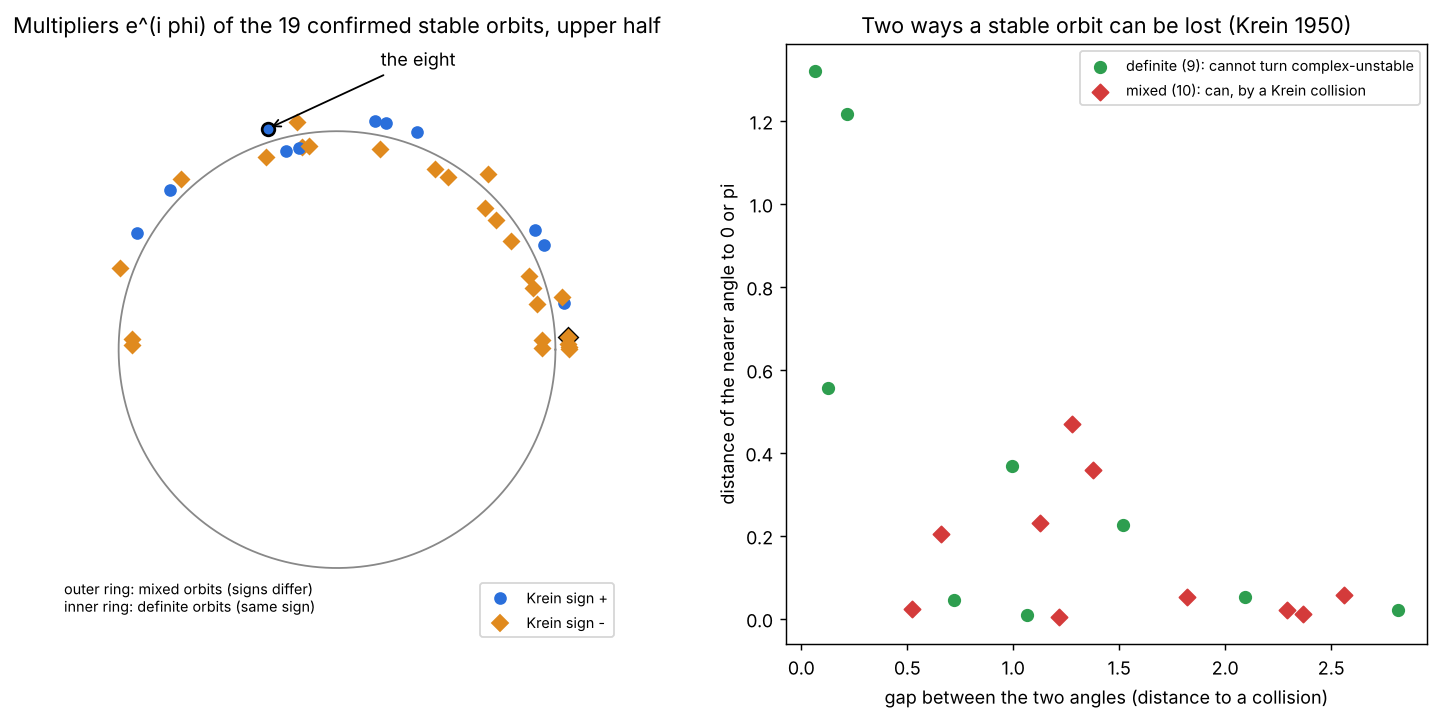 Multipliers e^(i phi) of the 19 confirmed stable orbits, upper half
the eight
outer ring: mixed orbits (signs differ)
inner ring: definite orbits (same sign)
Krein sign +
Krein sign -
Two ways a stable orbit can be lost (Krein 1950)
definite (9): cannot turn complex-unstable
mixed (10): can, by a Krein collision
distance of the nearer angle to 0 or pi
1.2
1.0
0.8
0.6
0.4
0.2
0.0
0.0 0.5 1.0 1.5 2.0 2.5
gap between the two angles (distance to a collision)